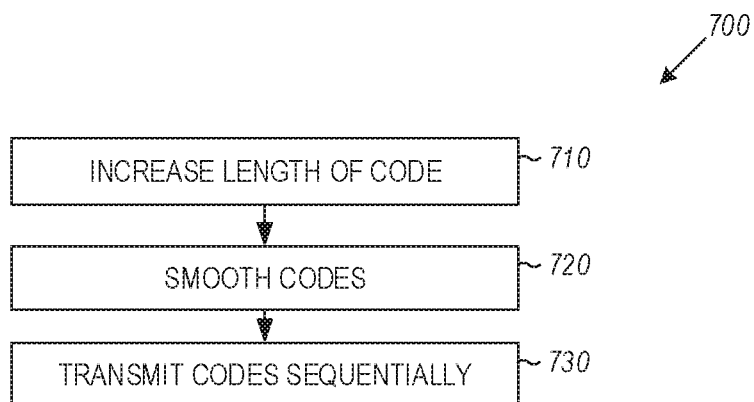 700
INCREASE LENGTH OF CODE
710
SMOOTH CODES
720
TRANSMIT CODES SEQUENTIALLY
730